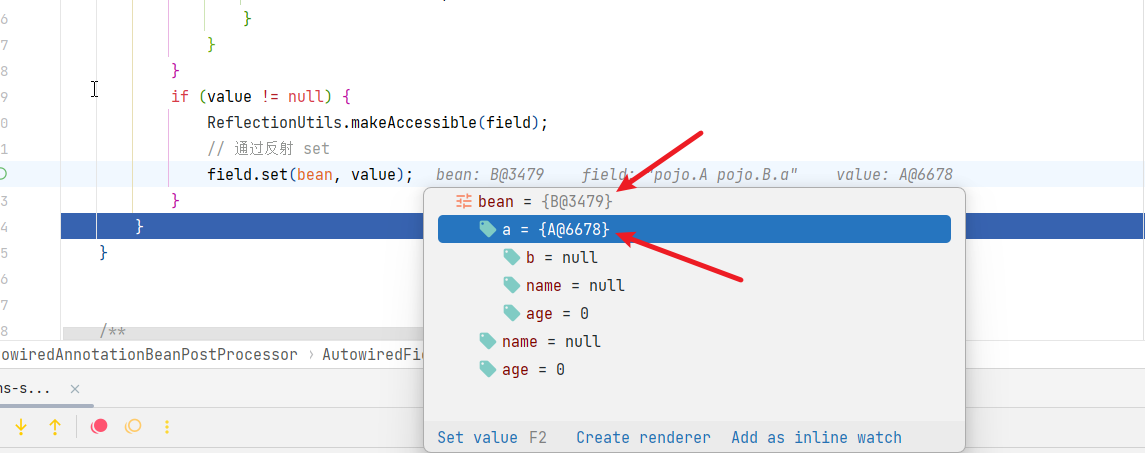 6
}
7
}
8
}
9
if (value != null) {
0
ReflectionUtils.makeAccessible(field);
1
// 通过反射 set
field.set(bean, value); bean: B@3479 field: "pojo.A pojo.B.a" value: A@6678
3
}
4
}
5
}
6
7
8
/**
bean = {B@3479}
a = {A@6678}
b = null
name = null
age = 0
name = null
age = 0
Set value F2 Create renderer Add as inline watch
owiredAnnotationBeanPostProcessor › AutowiredFi
ns-s... ×